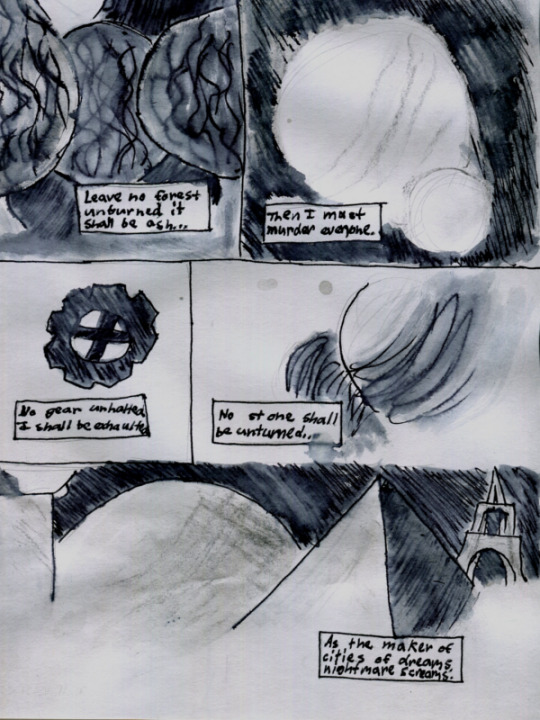 Leave no forest
unburned it
shall be ash...
Then I must
murder everyone.
No gear unhalted
I shall be
No stone shall
be unturned..
As the maker of
cities of dreams,
nightmare screams.